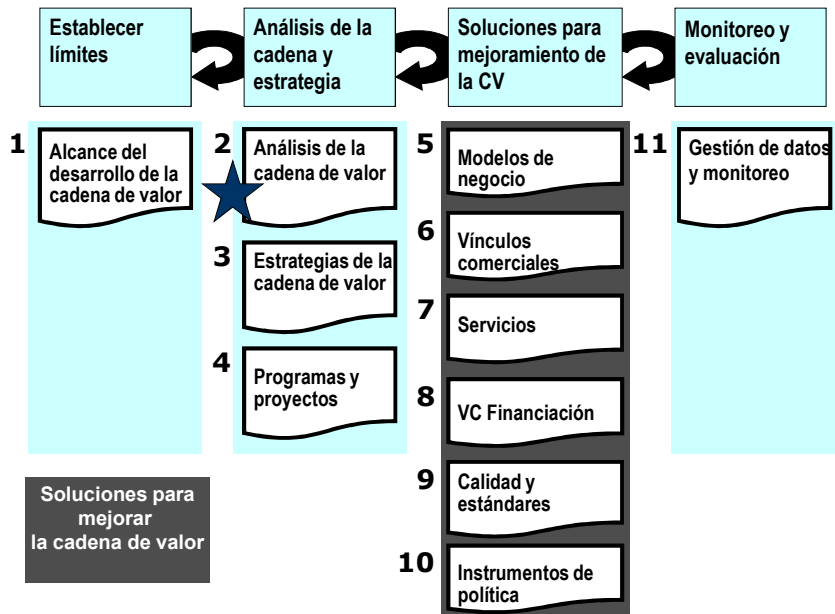 Establecer
límites
Análisis de la
cadena y
estrategia
Soluciones para
mejoramiento de
la CV
Monitoreo y
evaluación
1
Alcance del
desarrollo de la
cadena de valor
2
Análisis de la
cadena de valor
3
Estrategias de la
cadena de valor
4
Programas y
proyectos
5
Modelos de
negocio
6
Vínculos
comerciales
7
Servicios
8
VC Financiación
9
Calidad y
estándares
10
Instrumentos de
política
11
Gestión de datos
y monitoreo
Soluciones para
mejorar
la cadena de valor